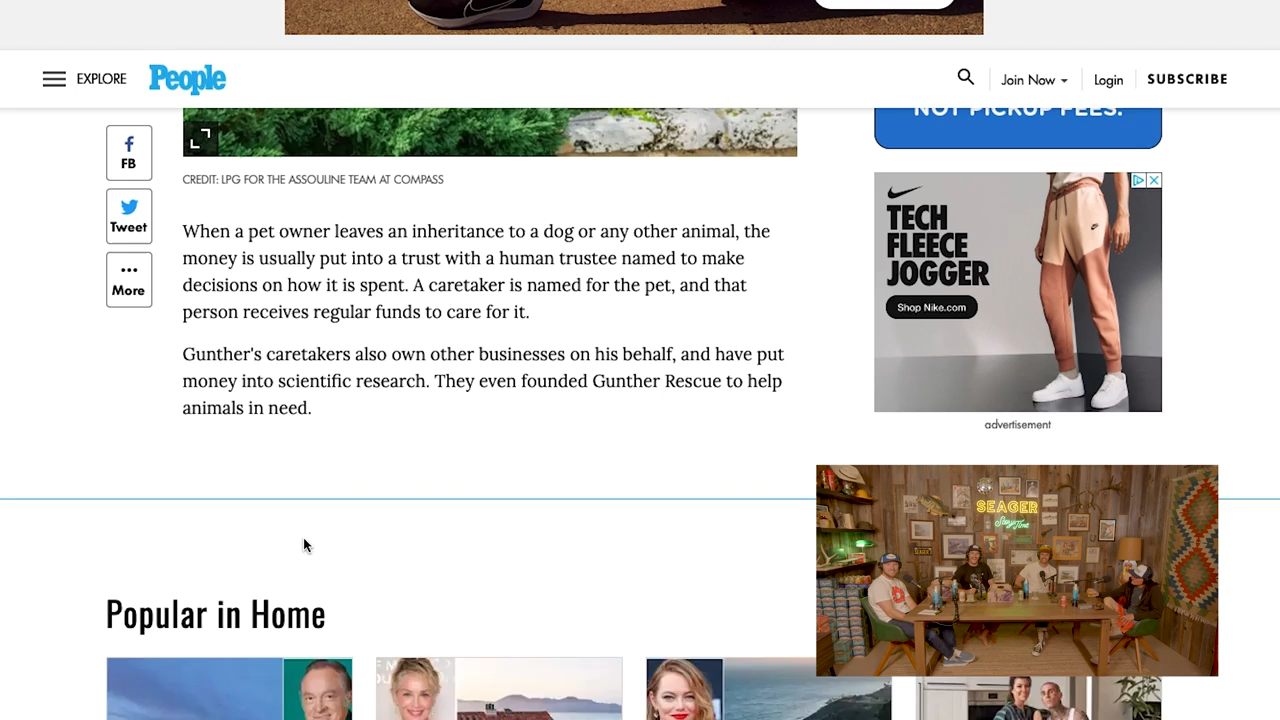 EXPLORE
People
Join Now
Login
SUBSCRIBE
NOT PICKUP FEES.
FB
Tweet
More
CREDIT: LPG FOR THE ASSOULINE TEAM AT COMPASS
When a pet owner leaves an inheritance to a dog or any other animal, the
money is usually put into a trust with a human trustee named to make
decisions on how it is spent. A caretaker is named for the pet, and that
person receives regular funds to care for it.
Gunther's caretakers also own other businesses on his behalf, and have put
money into scientific research. They even founded Gunther Rescue to help
animals in need.
TECH
FLEECE
JOGGER
Shop Nike.com
advertisement
SEAGER
Popular in Home